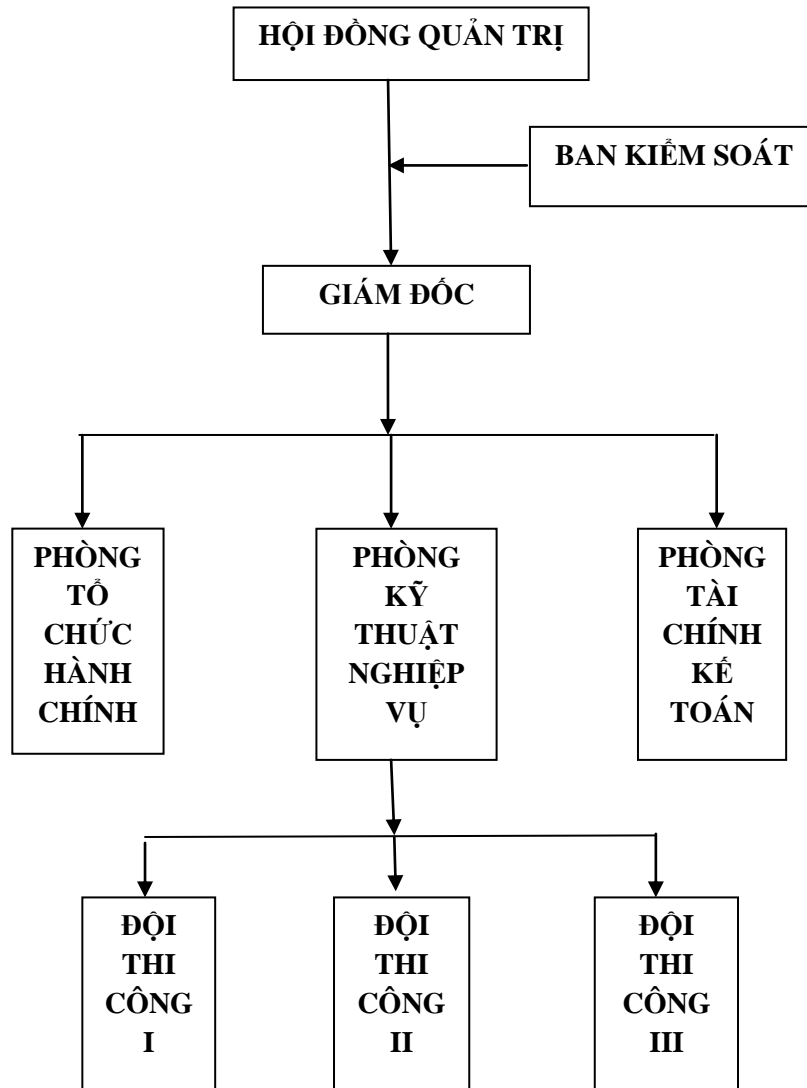 HỘI ĐỒNG QUẢN TRỊ
BAN KIỂM SOÁT
GIÁM ĐỐC
PHÒNG
TỔ
CHỨC
HÀNH
CHÍNH
PHÒNG
KỸ
THUẬT
NGHIỆP
VỤ
PHÒNG
TÀI
CHÍNH
KẾ
TOÁN
ĐỘI
THI
CÔNG
I
ĐỘI
THI
CÔNG
II
ĐỘI
THI
CÔNG
III